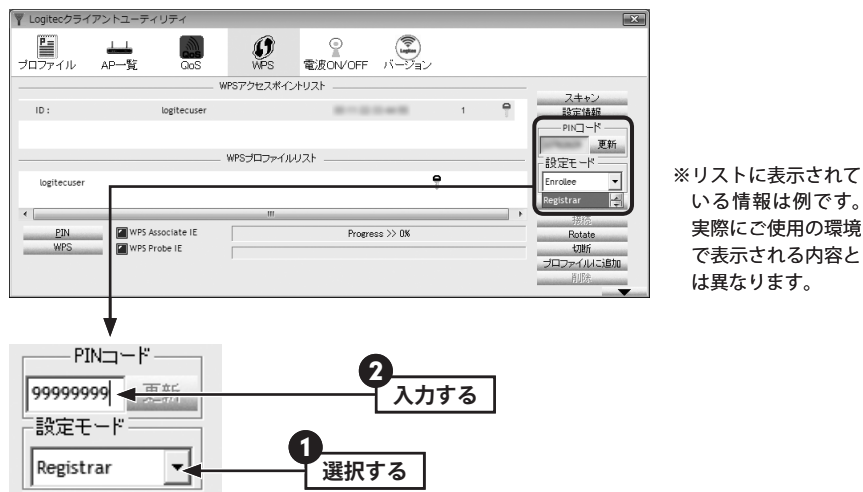 Logitecクライアントユーティリティ
プロファイル AP一覧 QoS WPS 電波ON/OFF バージョン
WPSアクセスポイントリスト
ID : logitecuser 1
スキャン
設定情報
PINコード
更新
設定モード
Enrollee
Registrar
WPSプロファイルリスト
logitecuser
PIN WPS Associate IE Progress >> 0%
WPS WPS Probe IE
接続
Rotate
切断
プロファイルに追加
削除
※リストに表示されて
いる情報は例です。
実際にご使用の環境
で表示される内容と
は異なります。
PINコード
99999999 更新
2 入力する
設定モード
Registrar
1 選択する